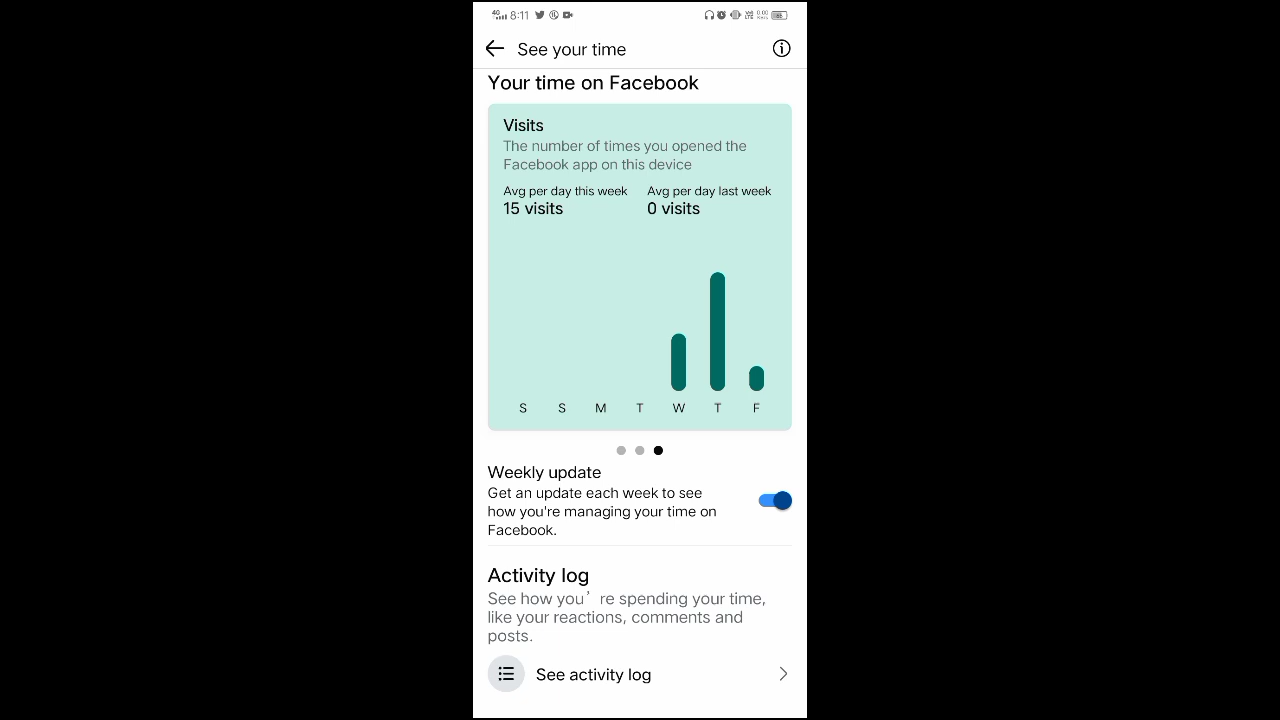 4G 8:11
See your time
Your time on Facebook
Visits
The number of times you opened the
Facebook app on this device
Avg per day this week Avg per day last week
15 visits 0 visits
S S M T W T F
Weekly update
Get an update each week to see
how you're managing your time on
Facebook.
Activity log
See how you’ re spending your time,
like your reactions, comments and
posts.
See activity log